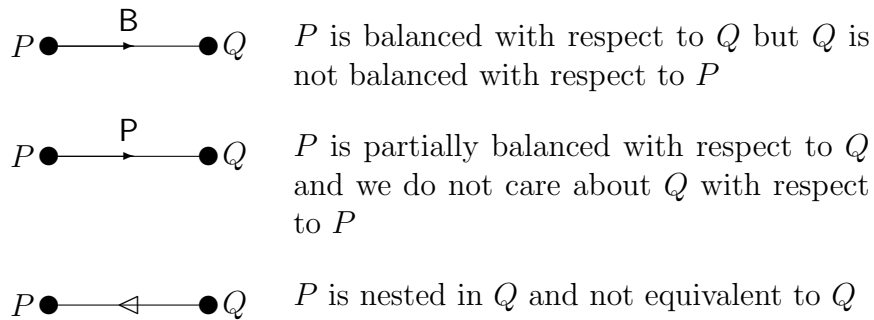 B
P Q P is balanced with respect to Q but Q is
not balanced with respect to P
P
P Q P is partially balanced with respect to Q
and we do not care about Q with respect
to P
P Q P is nested in Q and not equivalent to Q